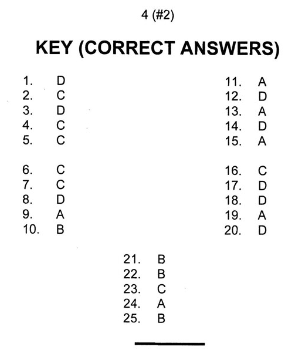 4 (#2)
KEY (CORRECT ANSWERS)
1. D
2. C
3. D
4. C
5. C
6. C
7. C
8. D
9. A
10. B
11. A
12. D
13. A
14. D
15. A
16. C
17. D
18. D
19. A
20. D
21. B
22. B
23. C
24. A
25. B